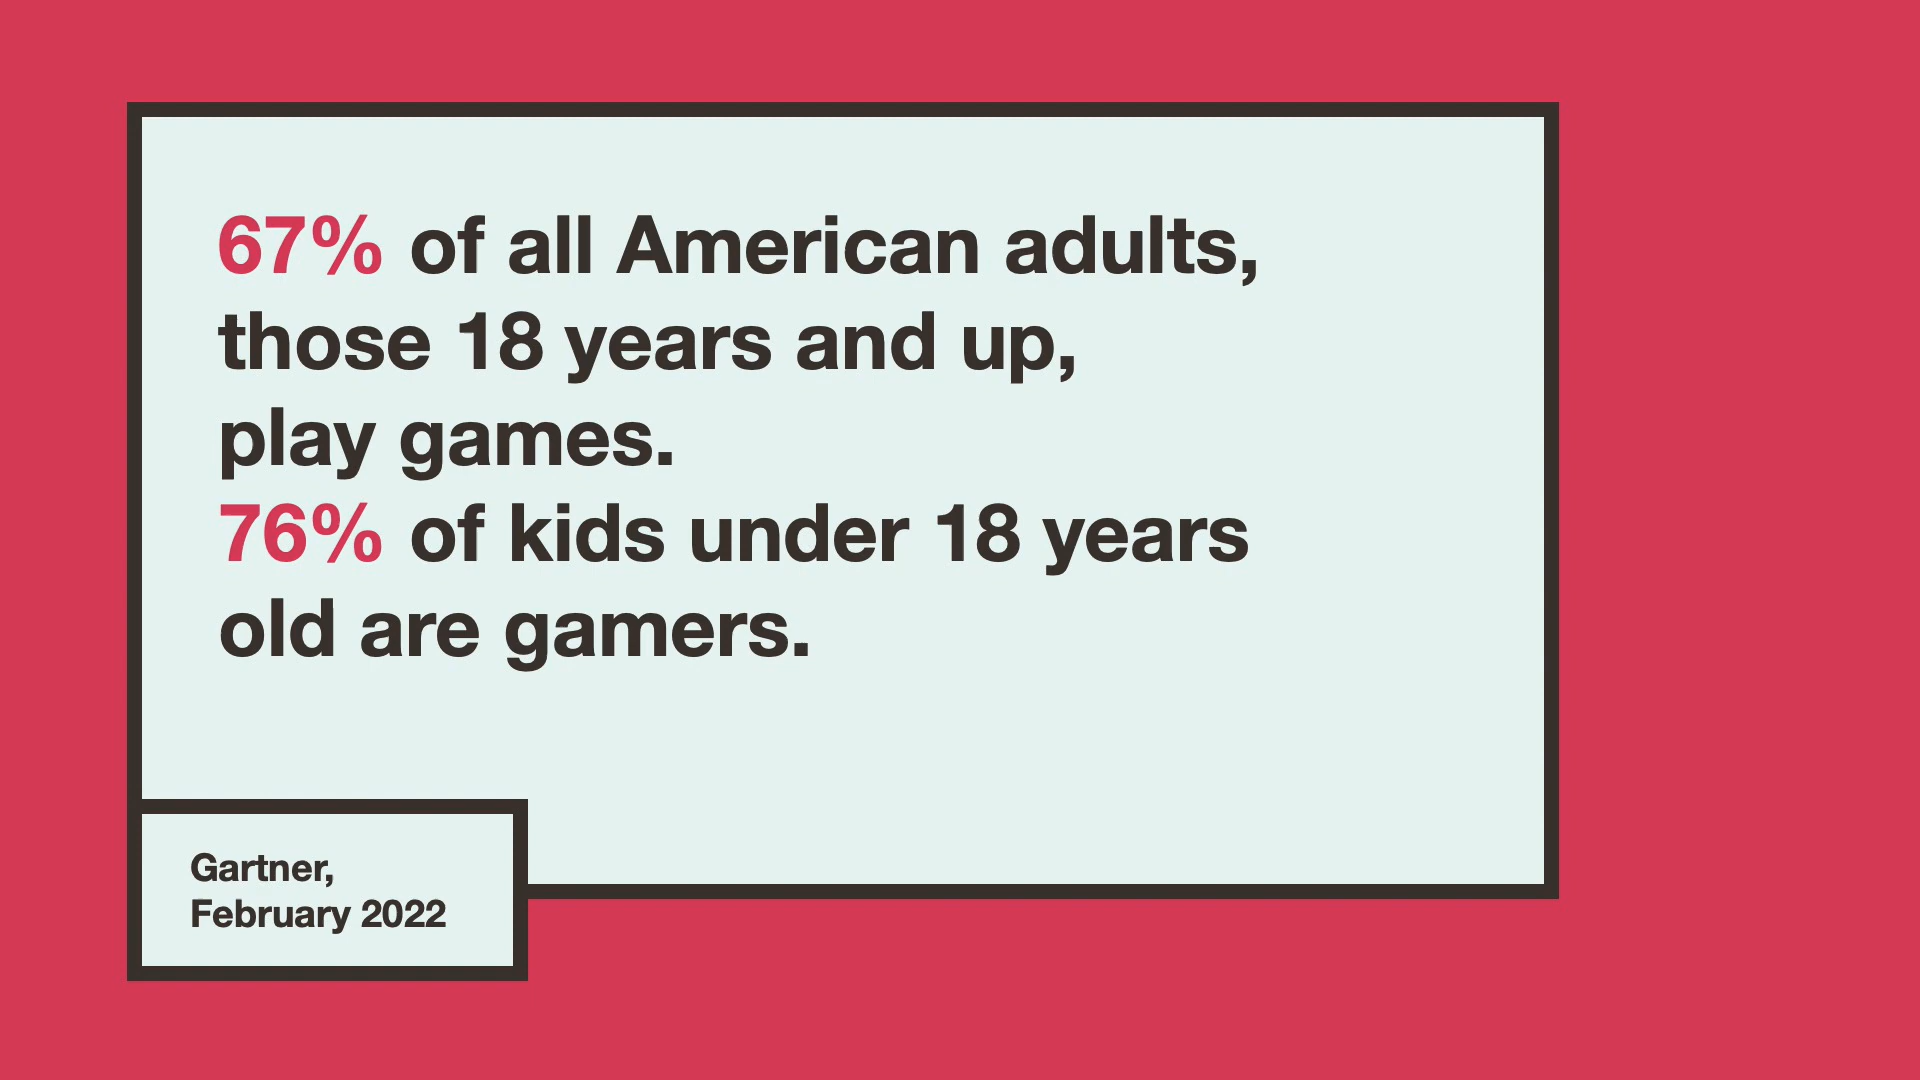 67% of all American adults,
those 18 years and up,
play games.
76% of kids under 18 years
old are gamers.
Gartner,
February 2022